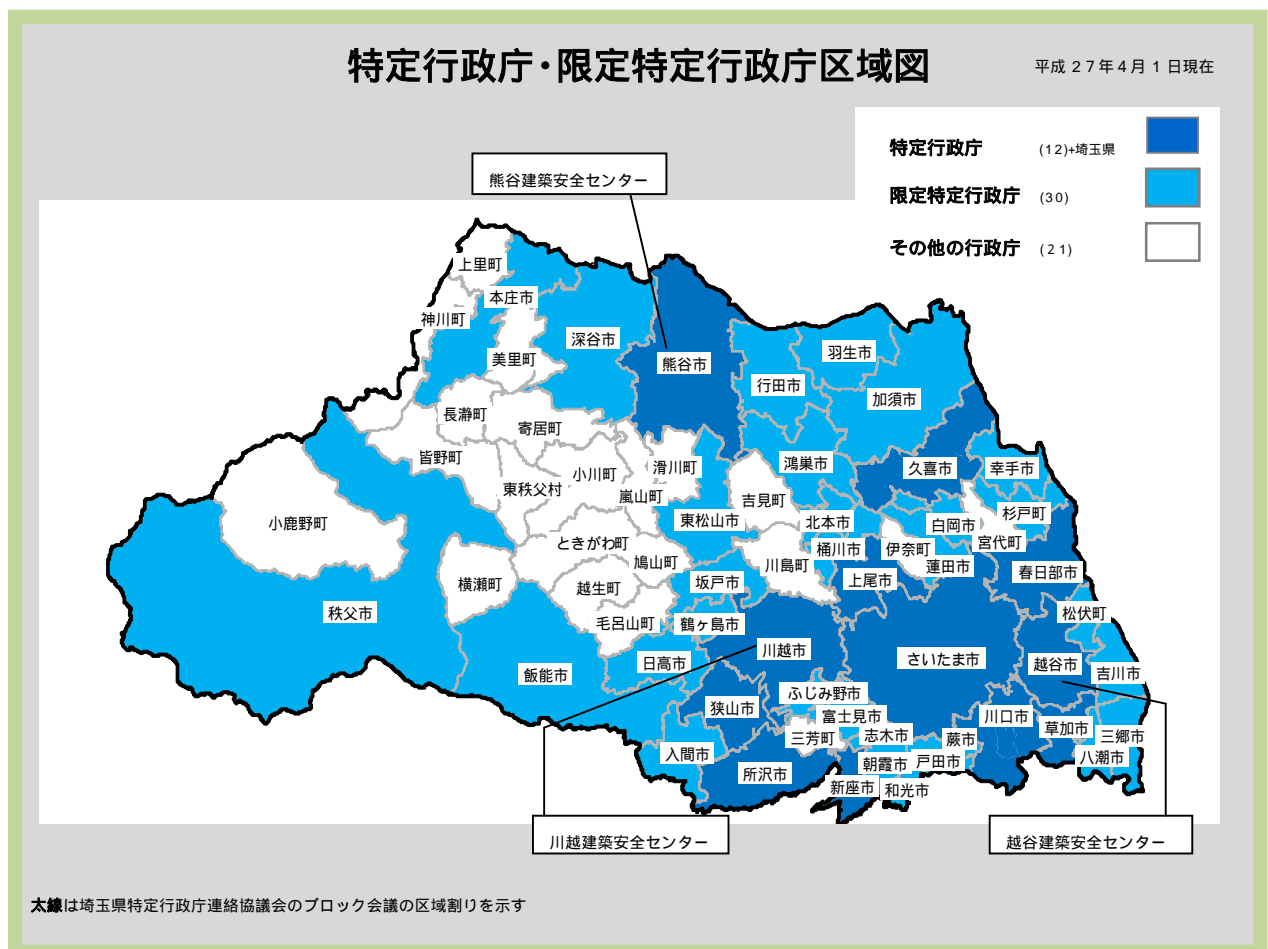 特定行政庁・限定特定行政庁区域図
平成27年4月1日現在
特定行政庁 (12)+埼玉県
限定特定行政庁 (30)
その他の行政庁 (21)
熊谷建築安全センター
上里町
本庄市
神川町
深谷市
美里町
熊谷市
羽生市
行田市
加須市
長瀞町
寄居町
皆野町
小川町
滑川町
鴻巣市
久喜市
幸手市
東秩父村
嵐山町
吉見町
小鹿野町
東松山市
北本市
白岡市
杉戸町
ときがわ町
桶川市
伊奈町
宮代町
鳩山町
川島町
蓮田市
横瀬町
越生町
坂戸市
上尾市
春日部市
秩父市
毛呂山町
鶴ヶ島市
松伏町
川越市
日高市
さいたま市
越谷市
飯能市
吉川市
ふじみ野市
狭山市
富士見市
川口市
三芳町
志木市
蕨市
草加市
三郷市
入間市
朝霞市
戸田市
八潮市
所沢市
新座市
和光市
川越建築安全センター
越谷建築安全センター
太線は埼玉県特定行政庁連絡協議会のブロック会議の区域割りを示す